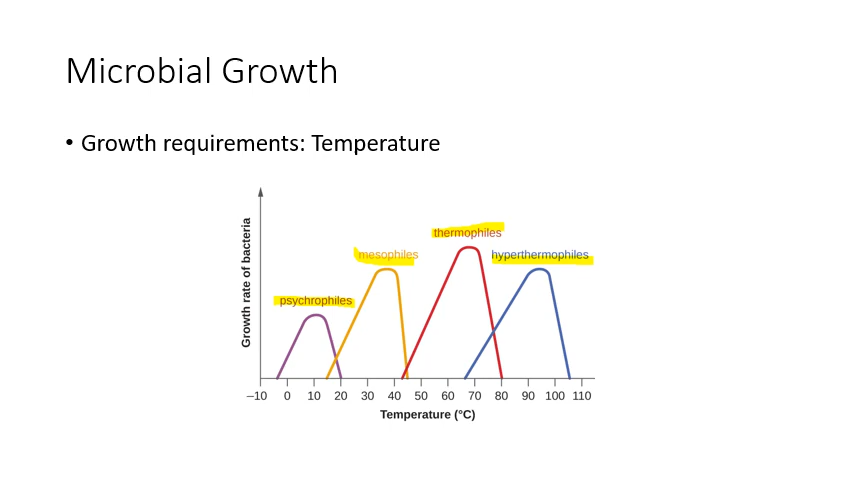 Microbial Growth
• Growth requirements: Temperature
thermophiles
mesophiles
hyperthermophiles
psychrophiles
Growth rate of bacteria
–10 0 10 20 30 40 50 60 70 80 90 100 110
Temperature (°C)